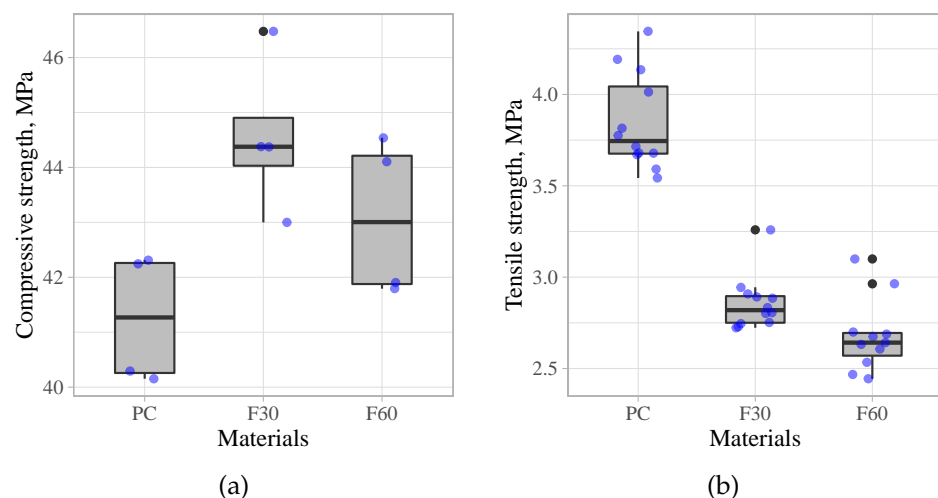 Compressive strength, MPa
46
44
42
40
PC F30 F60
Materials
(a)
Tensile strength, MPa
4.0
3.5
3.0
2.5
PC F30 F60
Materials
(b)